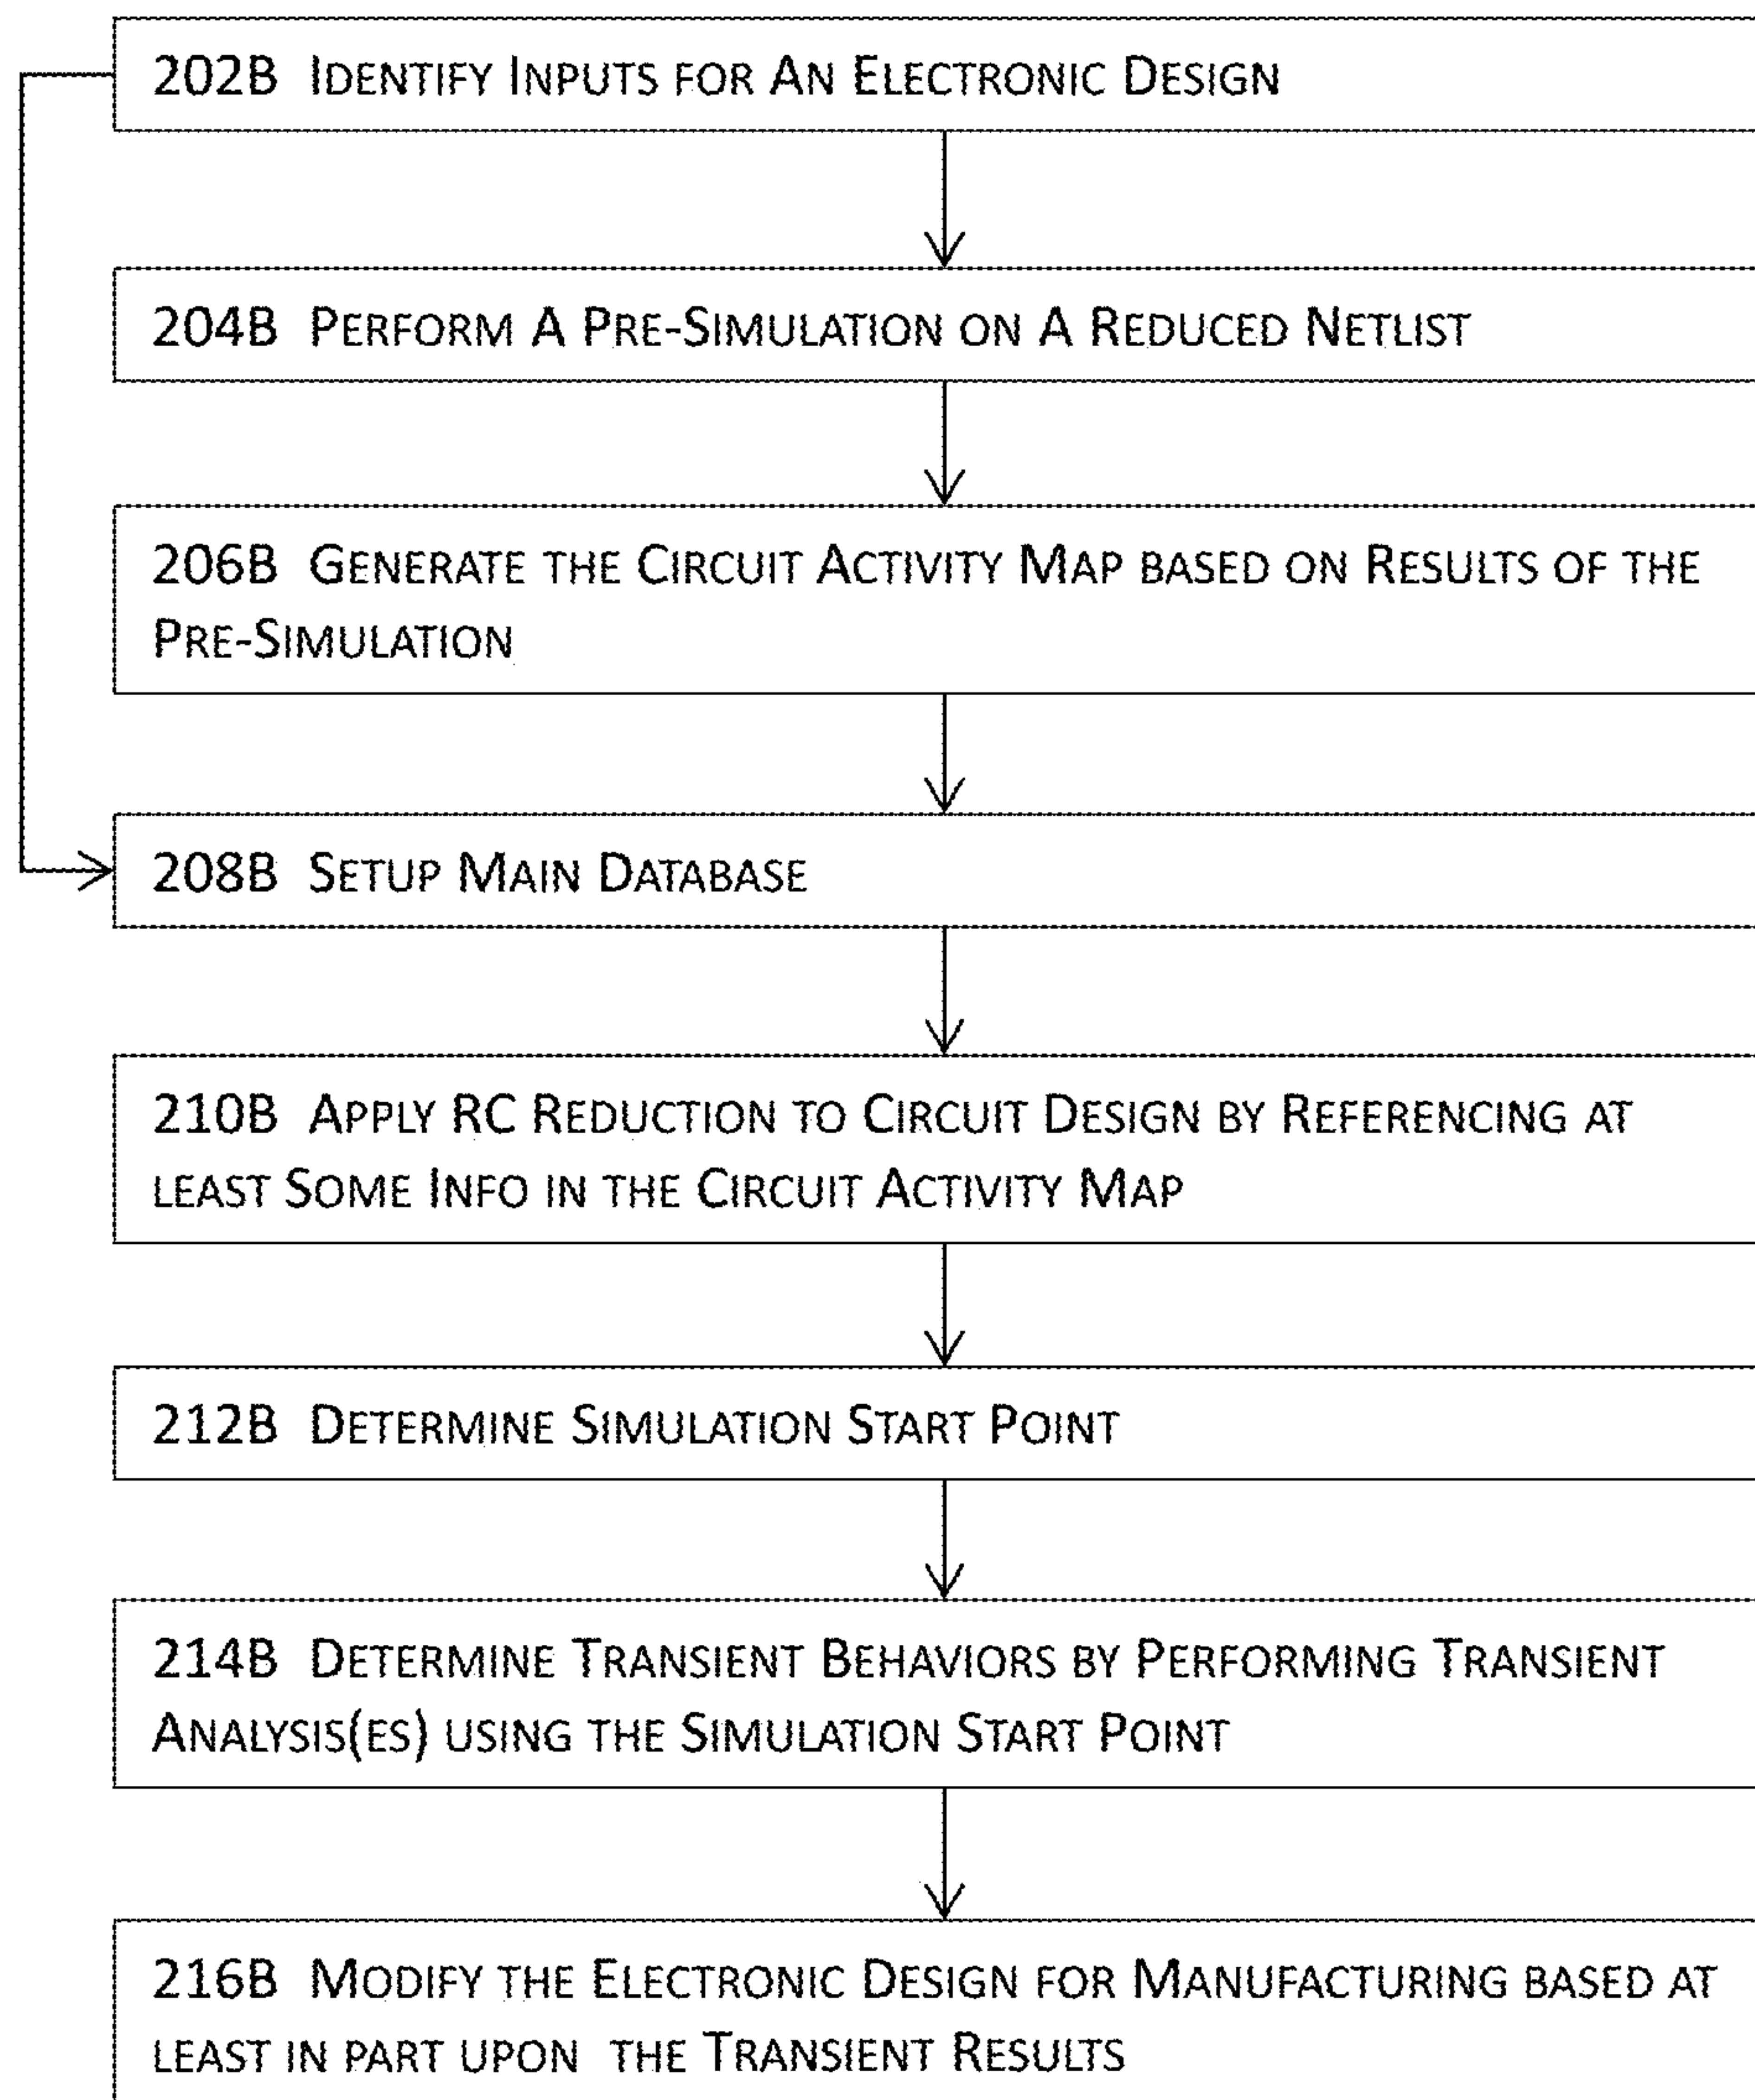 202B Identify Inputs for An Electronic Design
204B Perform A Pre-Simulation on A Reduced Netlist
206B Generate the Circuit Activity Map based on Results of the
Pre-Simulation
208B Setup Main Database
210B Apply RC Reduction to Circuit Design by Referencing at
least Some Info in the Circuit Activity Map
212B Determine Simulation Start Point
214B Determine Transient Behaviors by Performing Transient
Analysis(es) using the Simulation Start Point
216B Modify the Electronic Design for Manufacturing based at
least in part upon the Transient Results